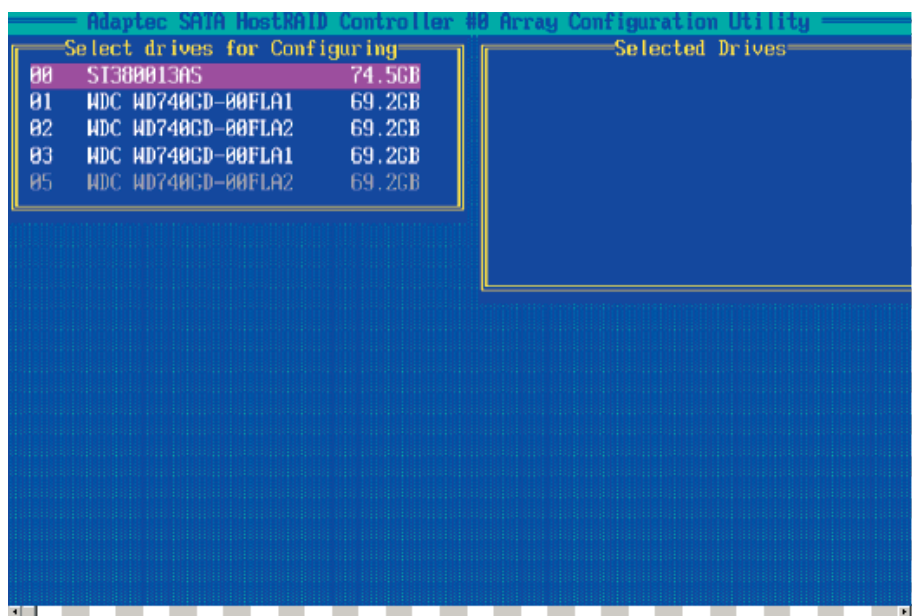 Adaptec SATA HostRAID Controller #0 Array Configuration Utility
Select drives for Configuring
00 ST380013AS 74.5GB
01 WDC WD740GD-00FLA1 69.2GB
02 WDC WD740GD-00FLA2 69.2GB
03 WDC WD740GD-00FLA1 69.2GB
05 WDC WD740GD-00FLA2 69.2GB
Selected Drives